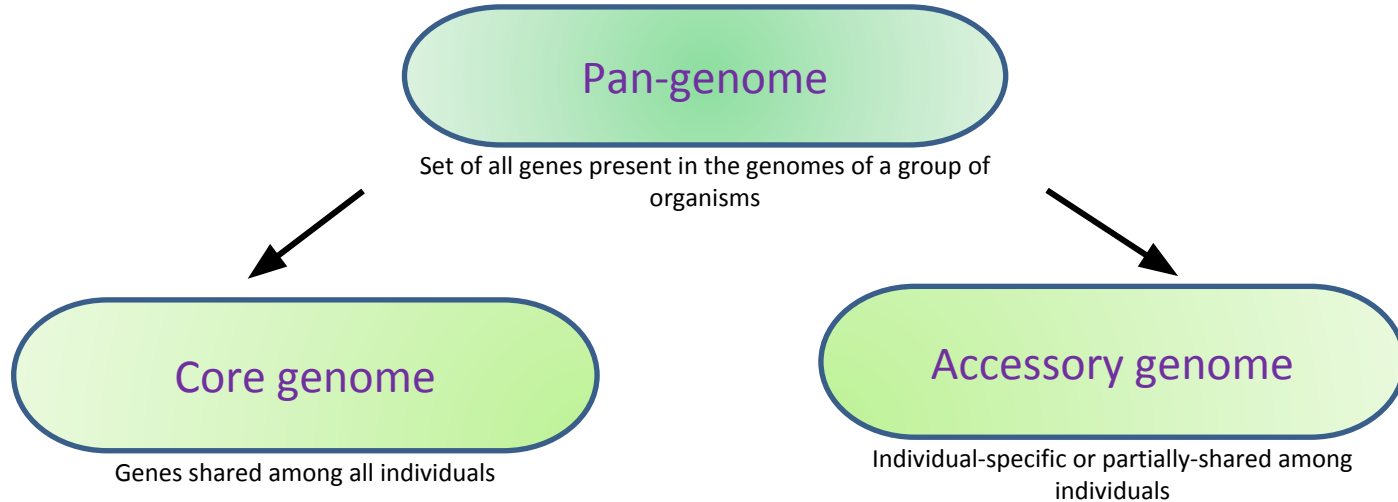 Pan-genome
Set of all genes present in the genomes of a group of
organisms
Core genome
Genes shared among all individuals
Accessory genome
Individual-specific or partially-shared among
individuals